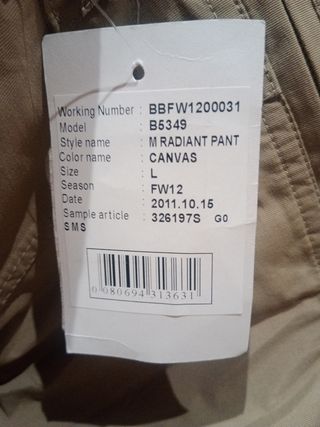 Working Number : BBFW1200031
Model : B5349
Style name : M RADIANT PANT
Color name : CANVAS
Size : L
Season : FW12
Date : 2011.10.15
Sample article : 326197S G0
SMS
0 080694 313631